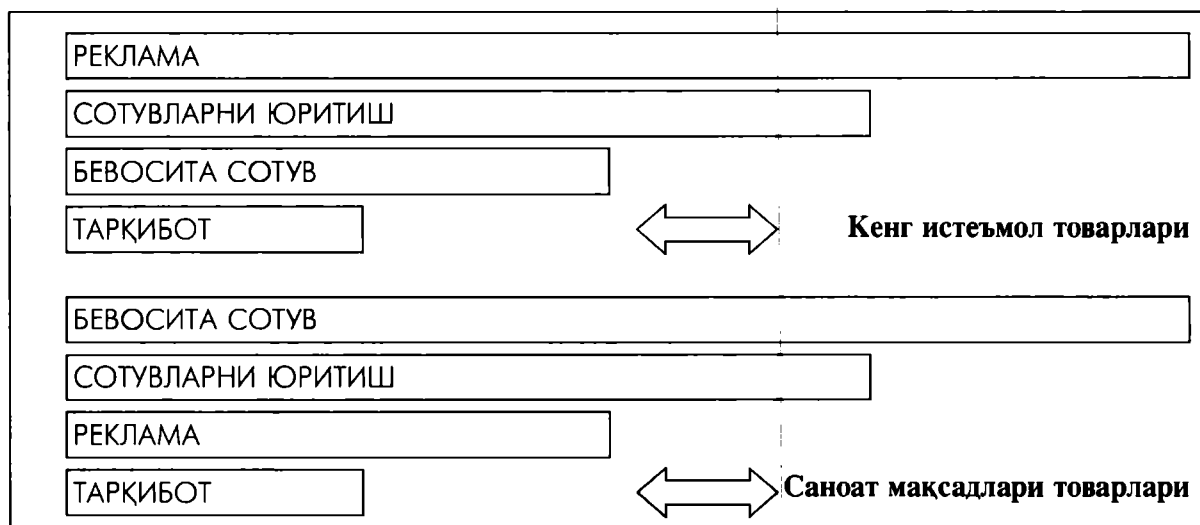 РЕКЛАМА
СОТУВЛАРНИ ЮРИТИШ
БЕВОСИТА СОТУВ
ТАРҚИБОТ
Кенг истеъмол товарлари
БЕВОСИТА СОТУВ
СОТУВЛАРНИ ЮРИТИШ
РЕКЛАМА
ТАРҚИБОТ
Саноат мақсадлари товарлари